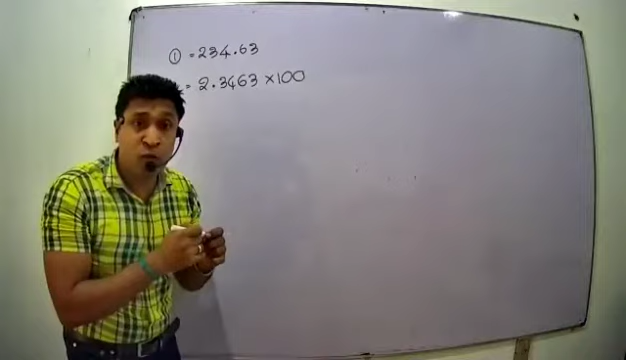 ① = 234.63
= 2.3463 ×100